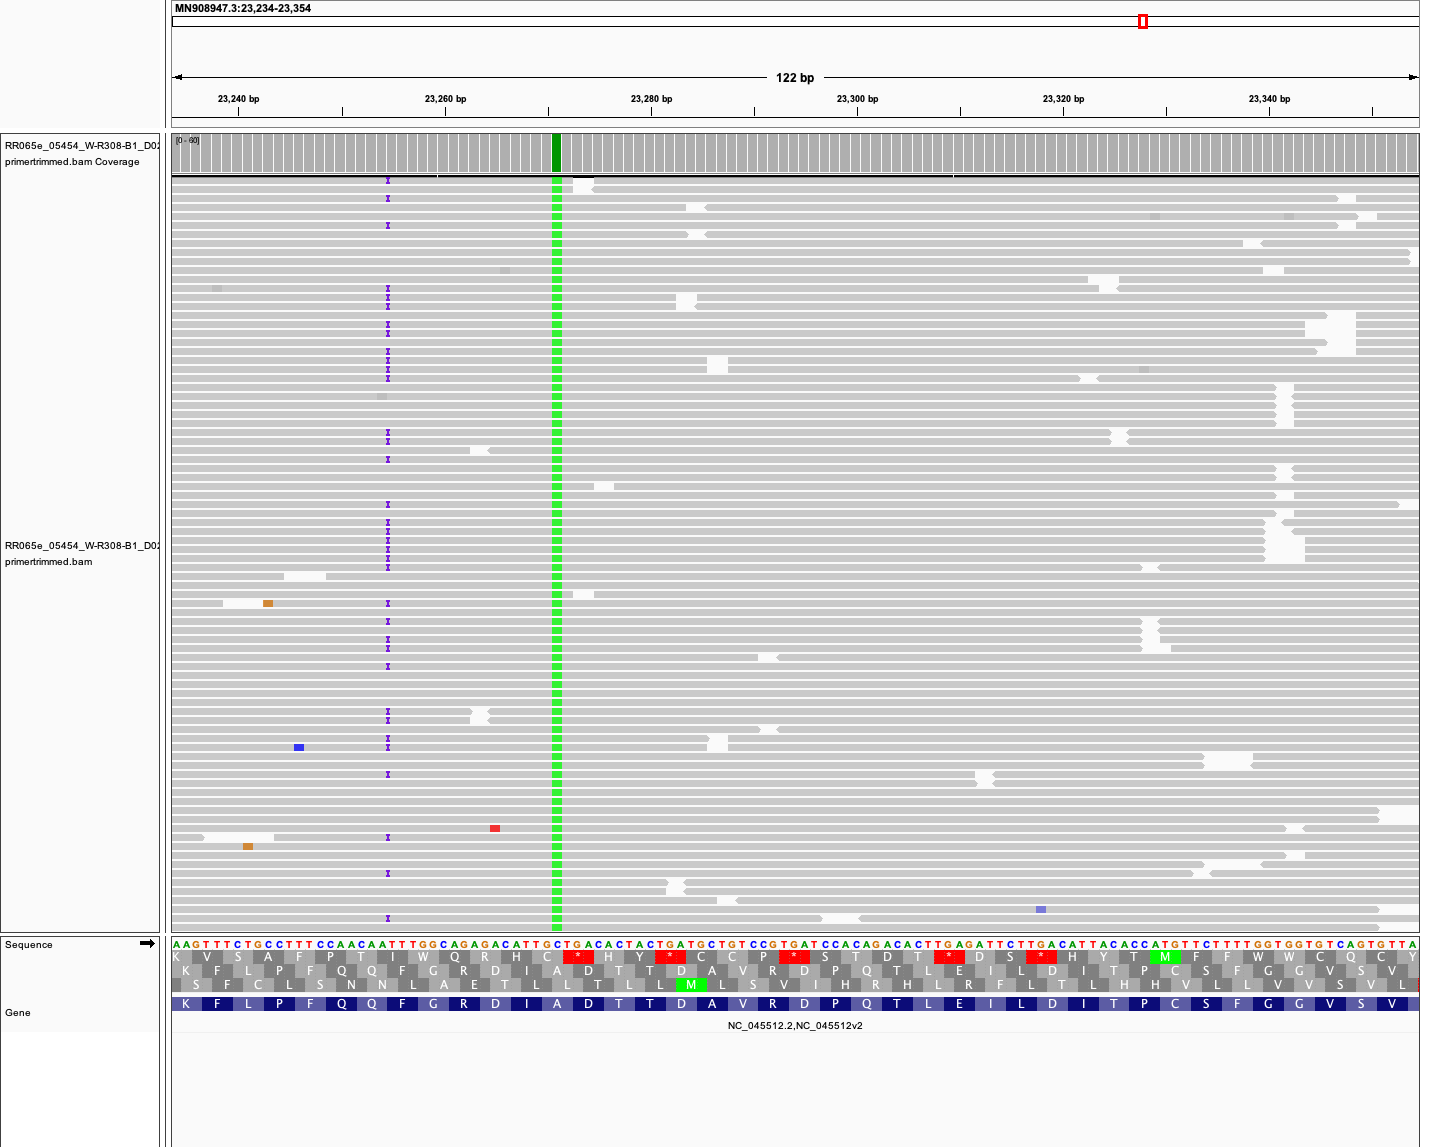 MN908947.3:23,234-23,354
122 bp
23,240 bp 23,260 bp 23,280 bp 23,300 bp 23,320 bp 23,340 bp
[0 - 60]
RR065e_05454_W-R308-B1_D02
primertrimmed.bam Coverage
RR065e_05454_W-R308-B1_D02
primertrimmed.bam
Sequence AAGTTTCTGCCTTTCCAACAATTTGGCAGAGACATTGCTGACACTACTGATGCTGTCCGTGATCCACAGACACTTGAGATTCTTGACATTACACCATGTTCTTTTGGTGGTGTCAGTGTTA
K V S A F P T I W Q R H C * H Y * C C P * S T D T * D S * H Y T M F F W W C Q C Y
K F L P F Q Q F G R D I A D T T D A V R D P Q T L E I L D I T P C S F G G V S V
S F C L S N N L A E T L L T L L M L S V I H R H L R F L T L H H V L L V V S V L
Gene K F L P F Q Q F G R D I A D T T D A V R D P Q T L E I L D I T P C S F G G V S V
NC_045512.2,NC_045512v2